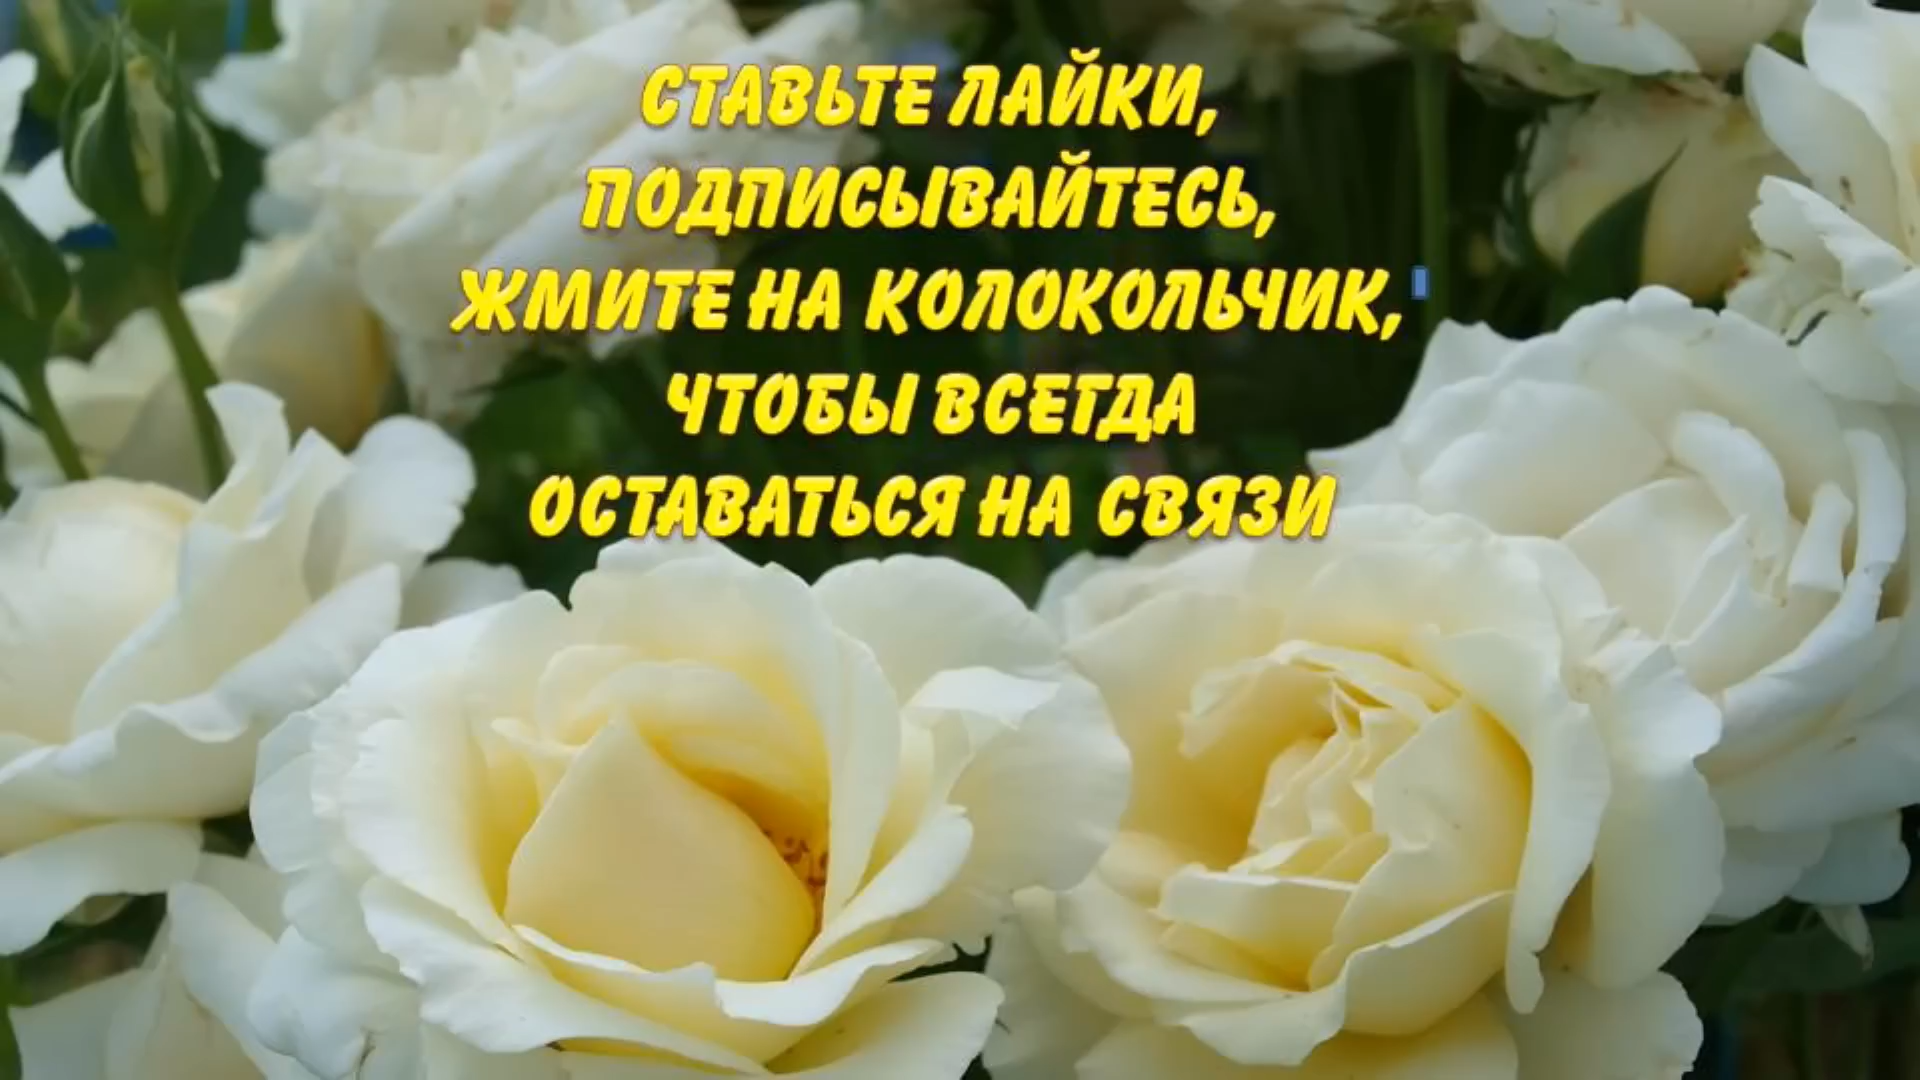 СТАВЬТЕ ЛАЙКИ,
ПОДПИСЫВАЙТЕСЬ,
ЖМИТЕ НА КОЛОКОЛЬЧИК,
ЧТОБЫ ВСЕГДА
ОСТАВАТЬСЯ НА СВЯЗИ